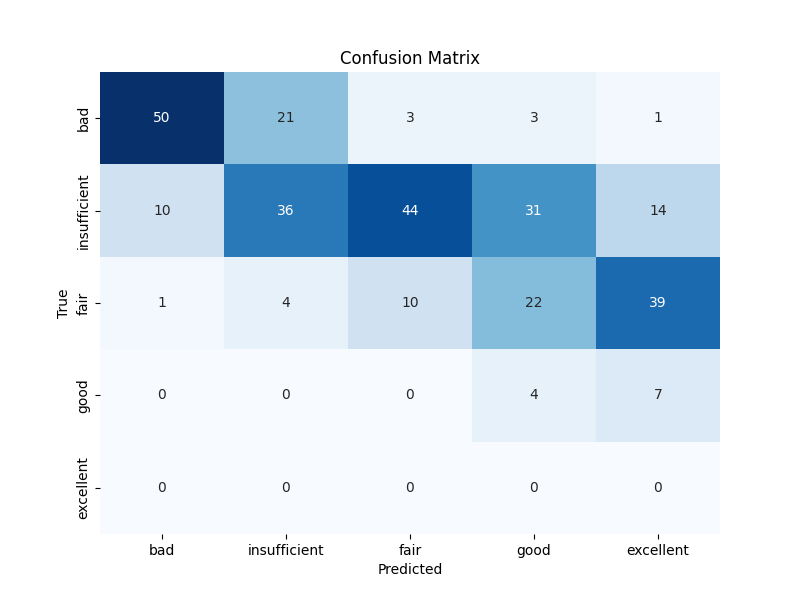 Confusion Matrix
True
bad
50 21 3 3 1
insufficient
10 36 44 31 14
fair
1 4 10 22 39
good
0 0 0 4 7
excellent
0 0 0 0 0
bad insufficient fair good excellent
Predicted